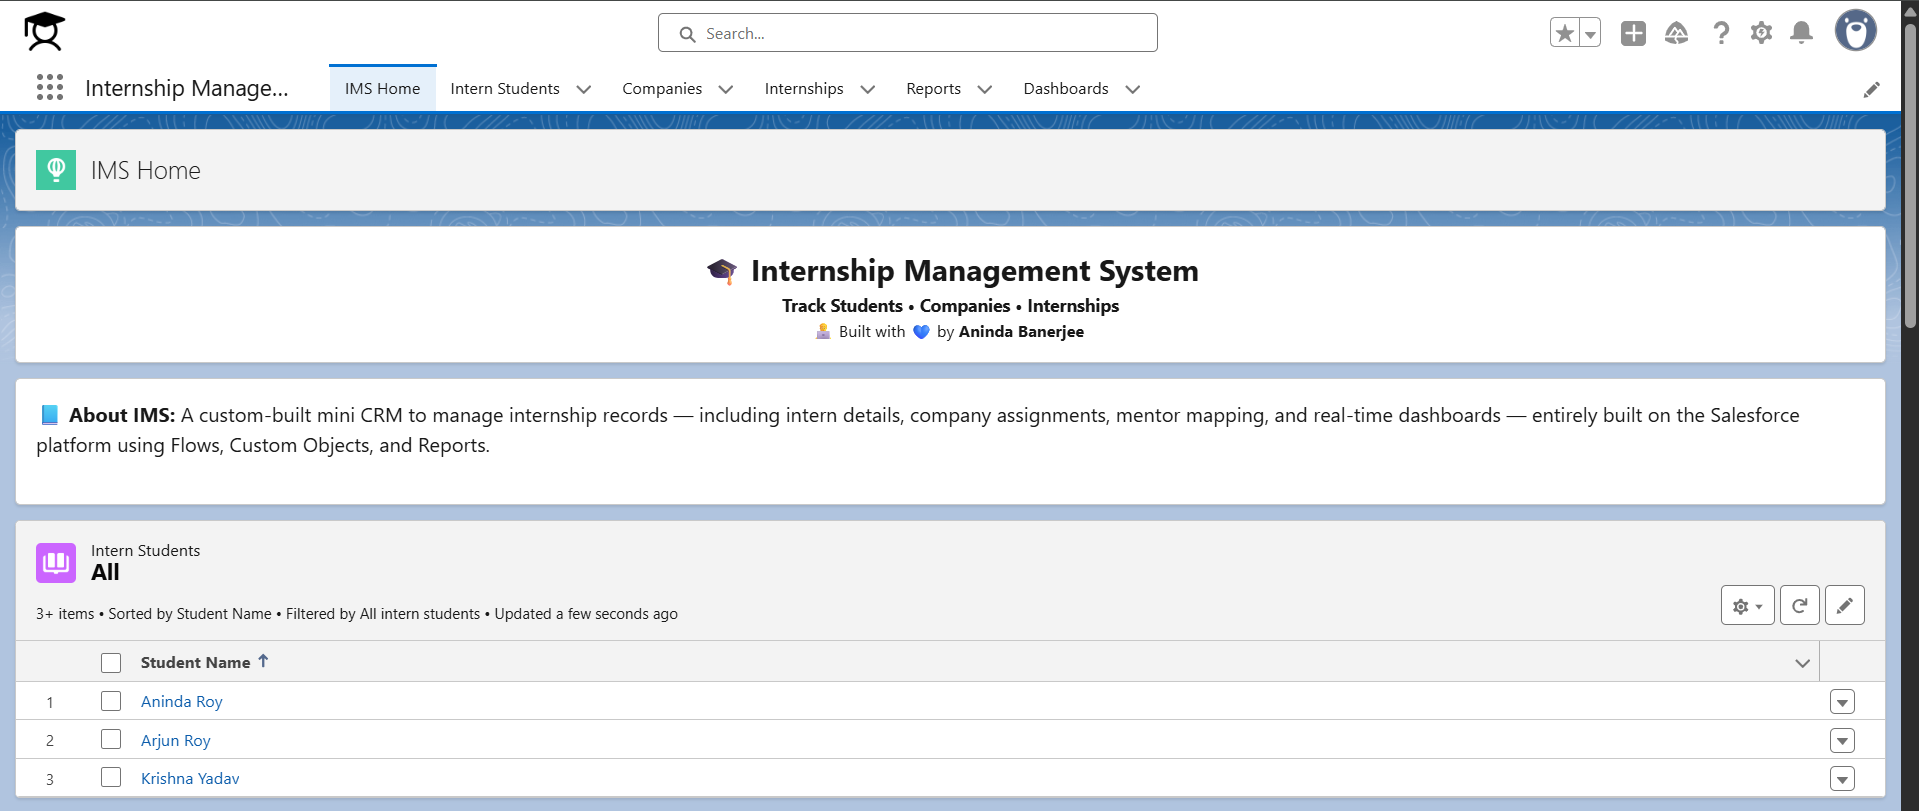 Search...
Internship Manage...
IMS Home
Intern Students
Companies
Internships
Reports
Dashboards
IMS Home
🎓 Internship Management System
Track Students • Companies • Internships
🧑‍💻 Built with 💙 by Aninda Banerjee
📘 About IMS: A custom-built mini CRM to manage internship records — including intern details, company assignments, mentor mapping, and real-time dashboards — entirely built on the Salesforce
platform using Flows, Custom Objects, and Reports.
Intern Students
All
3+ items • Sorted by Student Name • Filtered by All intern students • Updated a few seconds ago
Student Name ↑
1 Aninda Roy
2 Arjun Roy
3 Krishna Yadav